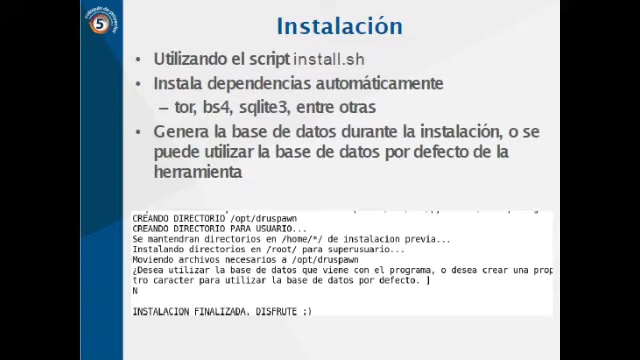 Instalación
• Utilizando el script install.sh
• Instala dependencias automáticamente
– tor, bs4, sqlite3, entre otras
• Genera la base de datos durante la instalación, o se
puede utilizar la base de datos por defecto de la
herramienta
CREANDO DIRECTORIO /opt/druspawn
CREANDO DIRECTORIO PARA USUARIO...
Se mantendran directorios en /home/*/ de instalacion previa...
Instalando directorios en /root/ para superusuario...
Moviendo archivos necesarios a /opt/druspawn
¿Desea utilizar la base de datos que viene con el programa, o desea crear una prop
tro caracter para utilizar la base de datos por defecto. ]
N
INSTALACION FINALIZADA. DISFRUTE ;)
5